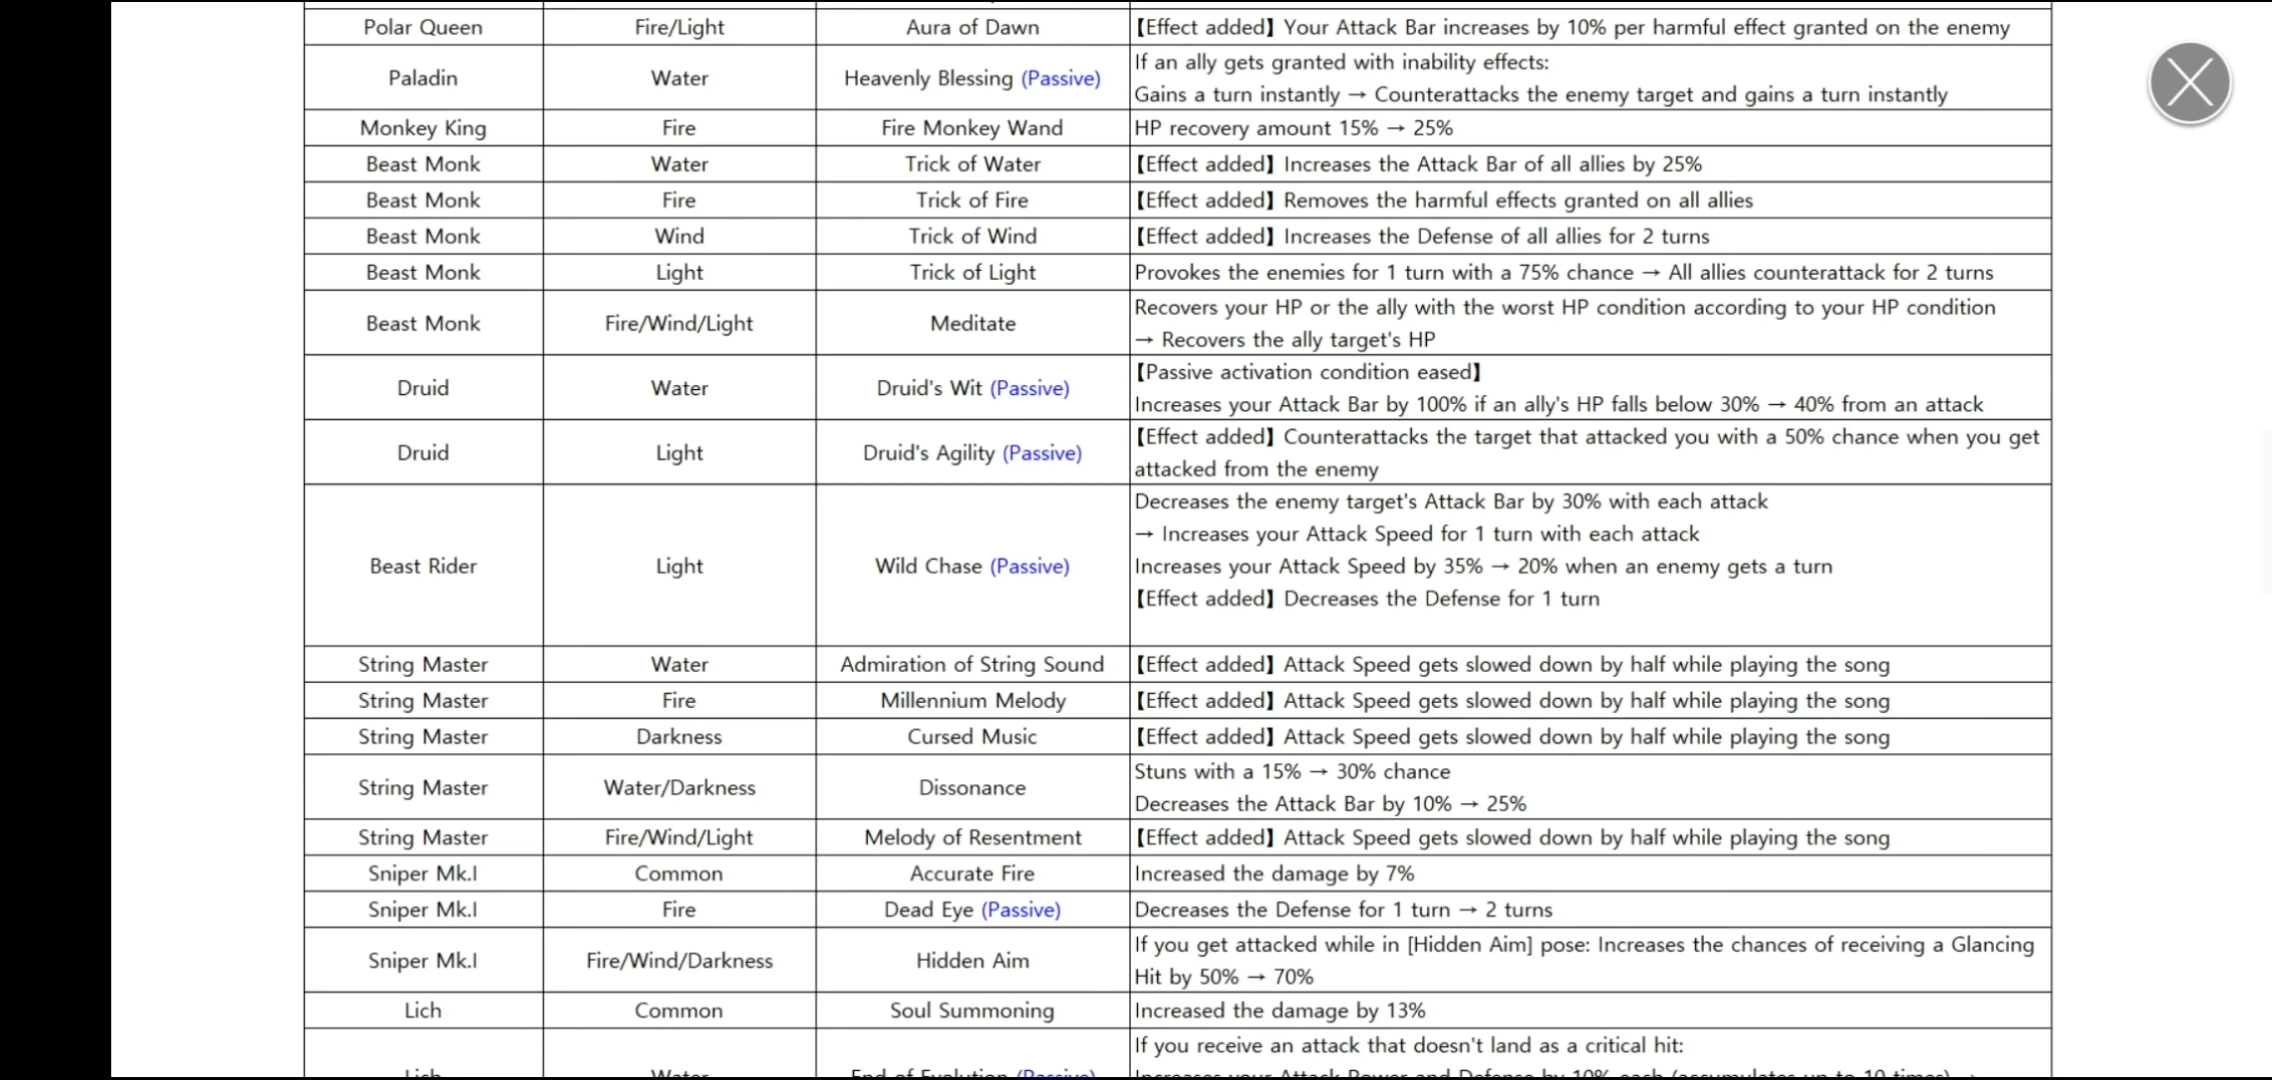 Polar Queen Fire/Light Aura of Dawn 【Effect added】 Your Attack Bar increases by 10% per harmful effect granted on the enemy
Paladin Water Heavenly Blessing (Passive) If an ally gets granted with inability effects:
Gains a turn instantly → Counterattacks the enemy target and gains a turn instantly
Monkey King Fire Fire Monkey Wand HP recovery amount 15% → 25%
Beast Monk Water Trick of Water 【Effect added】 Increases the Attack Bar of all allies by 25%
Beast Monk Fire Trick of Fire 【Effect added】 Removes the harmful effects granted on all allies
Beast Monk Wind Trick of Wind 【Effect added】 Increases the Defense of all allies for 2 turns
Beast Monk Light Trick of Light Provokes the enemies for 1 turn with a 75% chance → All allies counterattack for 2 turns
Beast Monk Fire/Wind/Light Meditate Recovers your HP or the ally with the worst HP condition according to your HP condition
→ Recovers the ally target's HP
Druid Water Druid's Wit (Passive) 【Passive activation condition eased】
Increases your Attack Bar by 100% if an ally's HP falls below 30% → 40% from an attack
Druid Light Druid's Agility (Passive) 【Effect added】 Counterattacks the target that attacked you with a 50% chance when you get
attacked from the enemy
Beast Rider Light Wild Chase (Passive) Decreases the enemy target's Attack Bar by 30% with each attack
→ Increases your Attack Speed for 1 turn with each attack
Increases your Attack Speed by 35% → 20% when an enemy gets a turn
【Effect added】 Decreases the Defense for 1 turn
String Master Water Admiration of String Sound 【Effect added】 Attack Speed gets slowed down by half while playing the song
String Master Fire Millennium Melody 【Effect added】 Attack Speed gets slowed down by half while playing the song
String Master Darkness Cursed Music 【Effect added】 Attack Speed gets slowed down by half while playing the song
String Master Water/Darkness Dissonance Stuns with a 15% → 30% chance
Decreases the Attack Bar by 10% → 25%
String Master Fire/Wind/Light Melody of Resentment 【Effect added】 Attack Speed gets slowed down by half while playing the song
Sniper Mk.I Common Accurate Fire Increased the damage by 7%
Sniper Mk.I Fire Dead Eye (Passive) Decreases the Defense for 1 turn → 2 turns
Sniper Mk.I Fire/Wind/Darkness Hidden Aim If you get attacked while in [Hidden Aim] pose: Increases the chances of receiving a Glancing
Hit by 50% → 70%
Lich Common Soul Summoning Increased the damage by 13%
If you receive an attack that doesn't land as a critical hit:
Lich Water End of Evolution (Passive) Increases your Attack Power and Defense by 10% each (accumulates up to 10 times) →